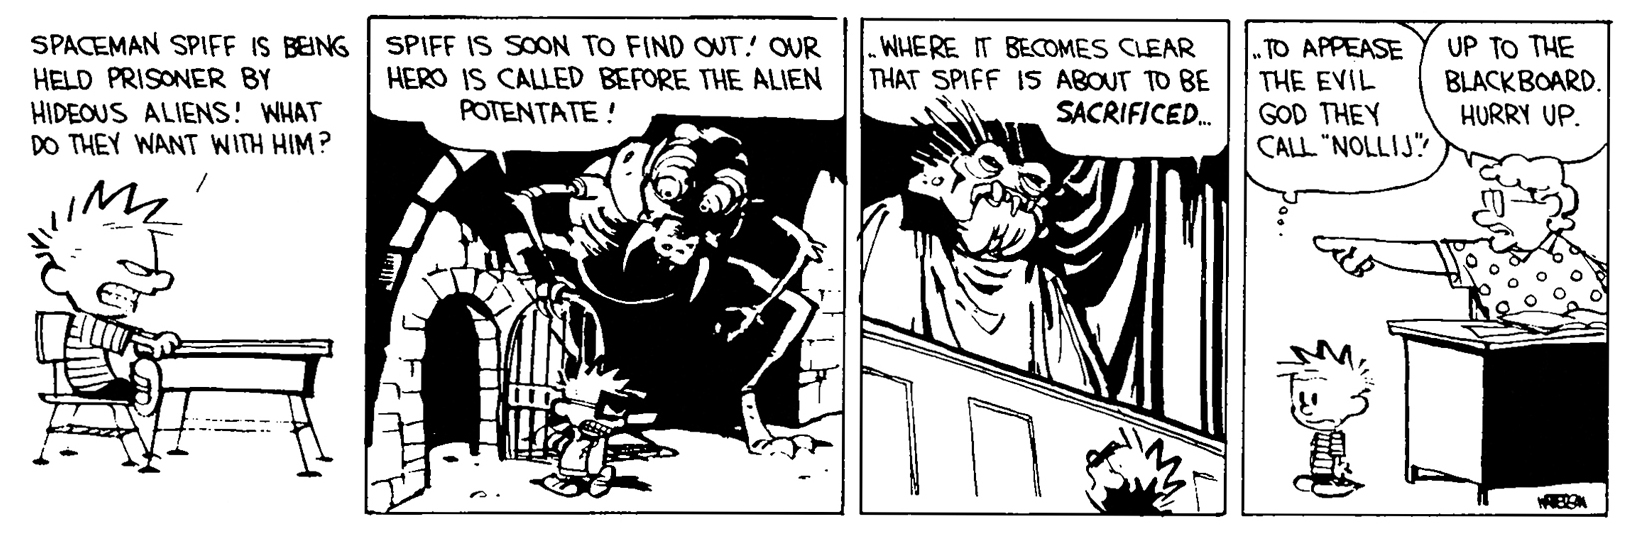 SPACEMAN SPIFF IS BEING
HELD PRISONER BY
HIDEOUS ALIENS! WHAT
DO THEY WANT WITH HIM?
SPIFF IS SOON TO FIND OUT! OUR
HERO IS CALLED BEFORE THE ALIEN
POTENTATE!
..WHERE IT BECOMES CLEAR
THAT SPIFF IS ABOUT TO BE
SACRIFICED...
..TO APPEASE
THE EVIL
GOD THEY
CALL "NOLLIJ"!
UP TO THE
BLACKBOARD.
HURRY UP.
WATTERSON